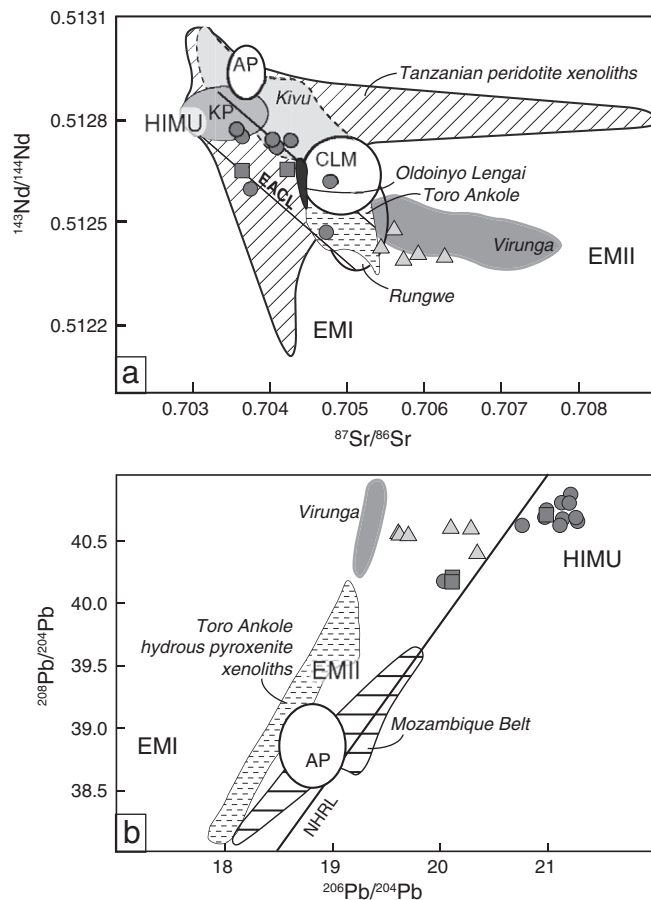 0.5131
AP
Tanzanian peridotite xenoliths
Kivu
0.5128
KP
HIMU
CLM
Oldoinyo Lengai
EACL
Toro Ankole
¹⁴³Nd/¹⁴⁴Nd
0.5125
Virunga
EMII
Rungwe
0.5122
EMI
a
0.703 0.704 0.705 0.706 0.707 0.708
⁸⁷Sr/⁸⁶Sr
Virunga
40.5
HIMU
40.0
Toro Ankole
hydrous pyroxenite
xenoliths
EMII
39.5
²⁰⁸Pb/²⁰⁴Pb
39.0
EMI
Mozambique Belt
AP
38.5
NHRL
b
18 19 20 21
²⁰⁶Pb/²⁰⁴Pb